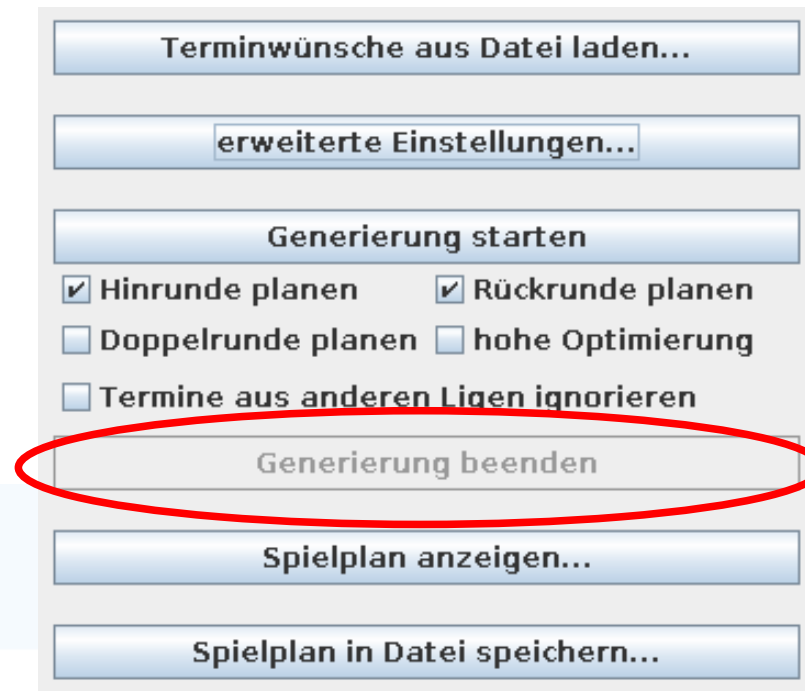 Terminwünsche aus Datei laden...
erweiterte Einstellungen...
Generierung starten
Hinrunde planen Rückrunde planen
Doppelrunde planen hohe Optimierung
Termine aus anderen Ligen ignorieren
Generierung beenden
Spielplan anzeigen...
Spielplan in Datei speichern...